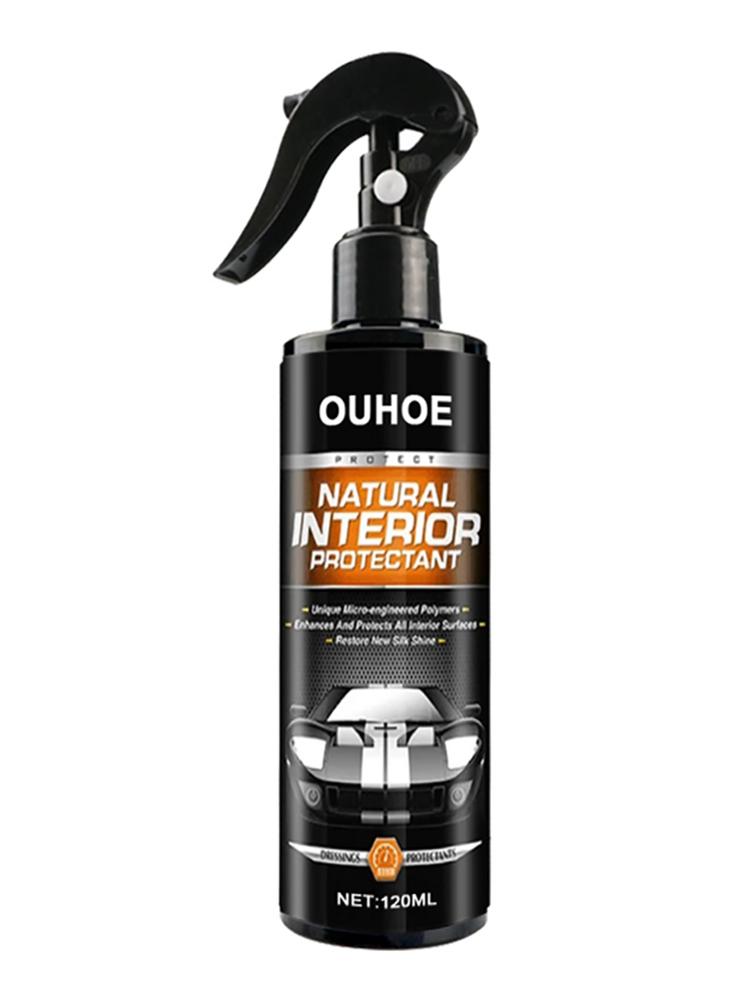 OUHOE
PROTECT
NATURAL
INTERIOR
PROTECTANT
Unique Micro-engineered Polymers
Enhances And Protects All Interior Surfaces
Restore New Silk Shine
DRESSINGS PROTECTANTS
NET:120ML